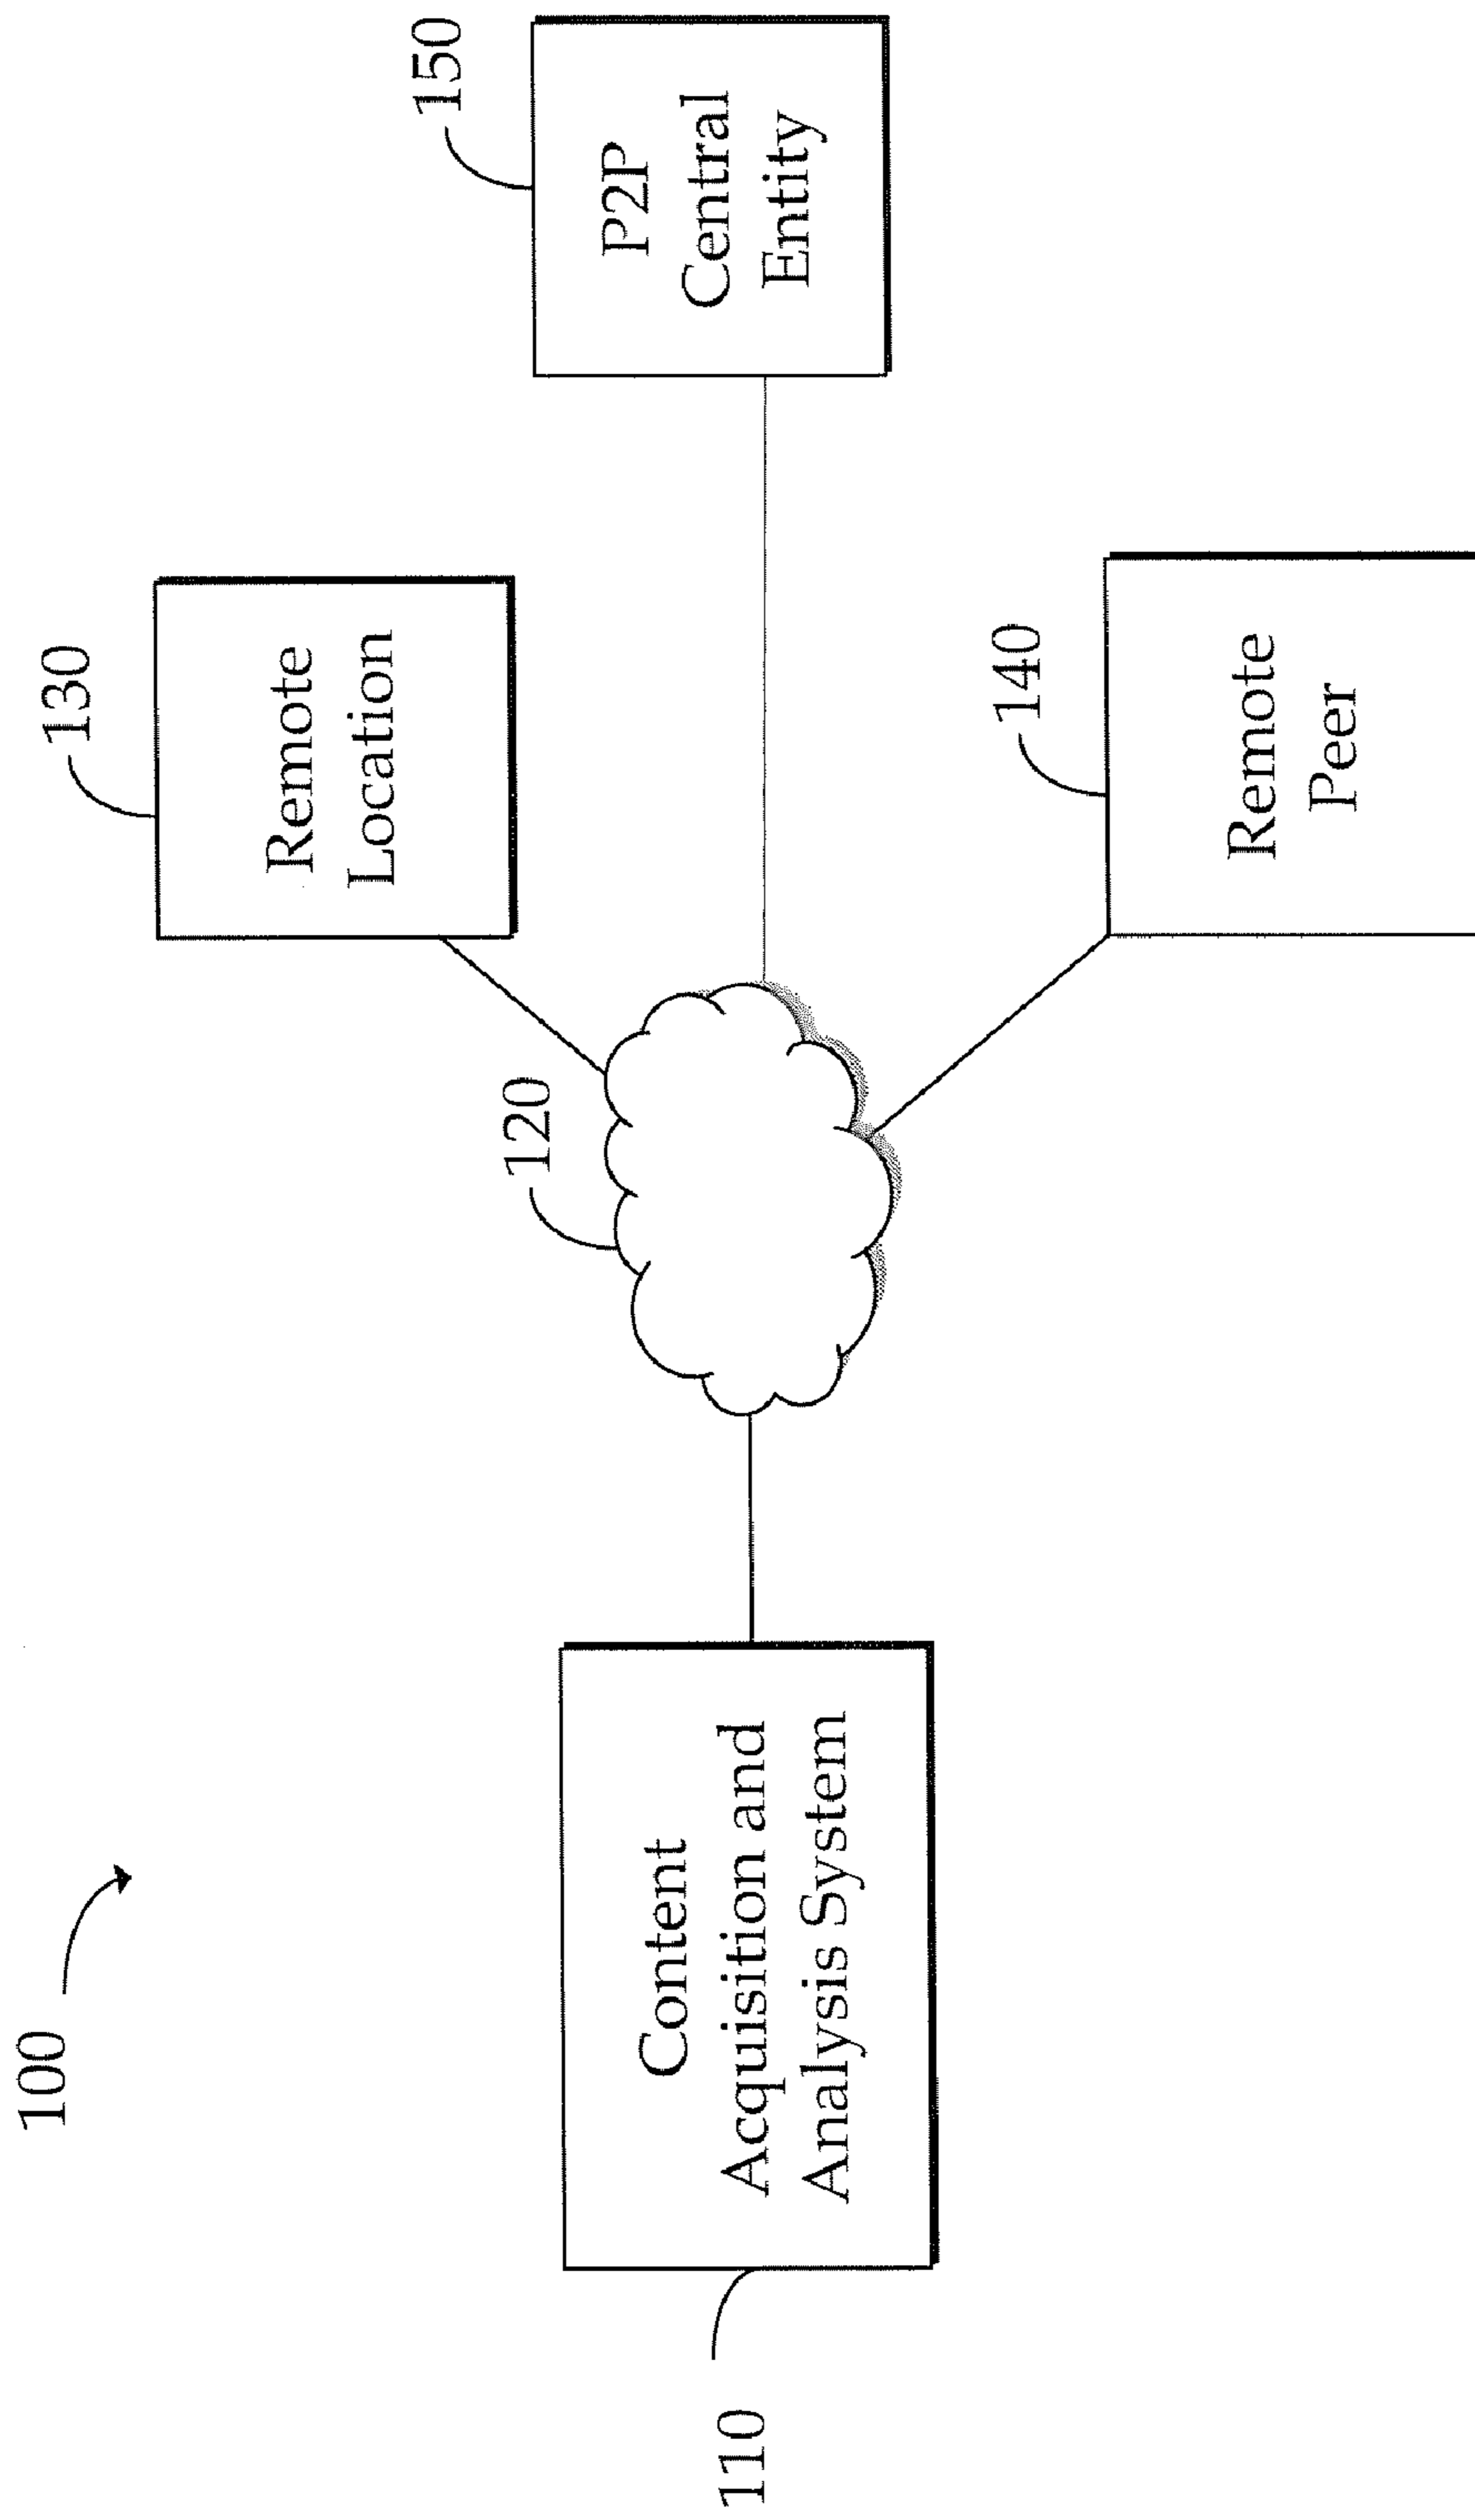 100
110
Content
Acquisition and
Analysis System
120
130
Remote
Location
140
Remote
Peer
150
P2P
Central
Entity